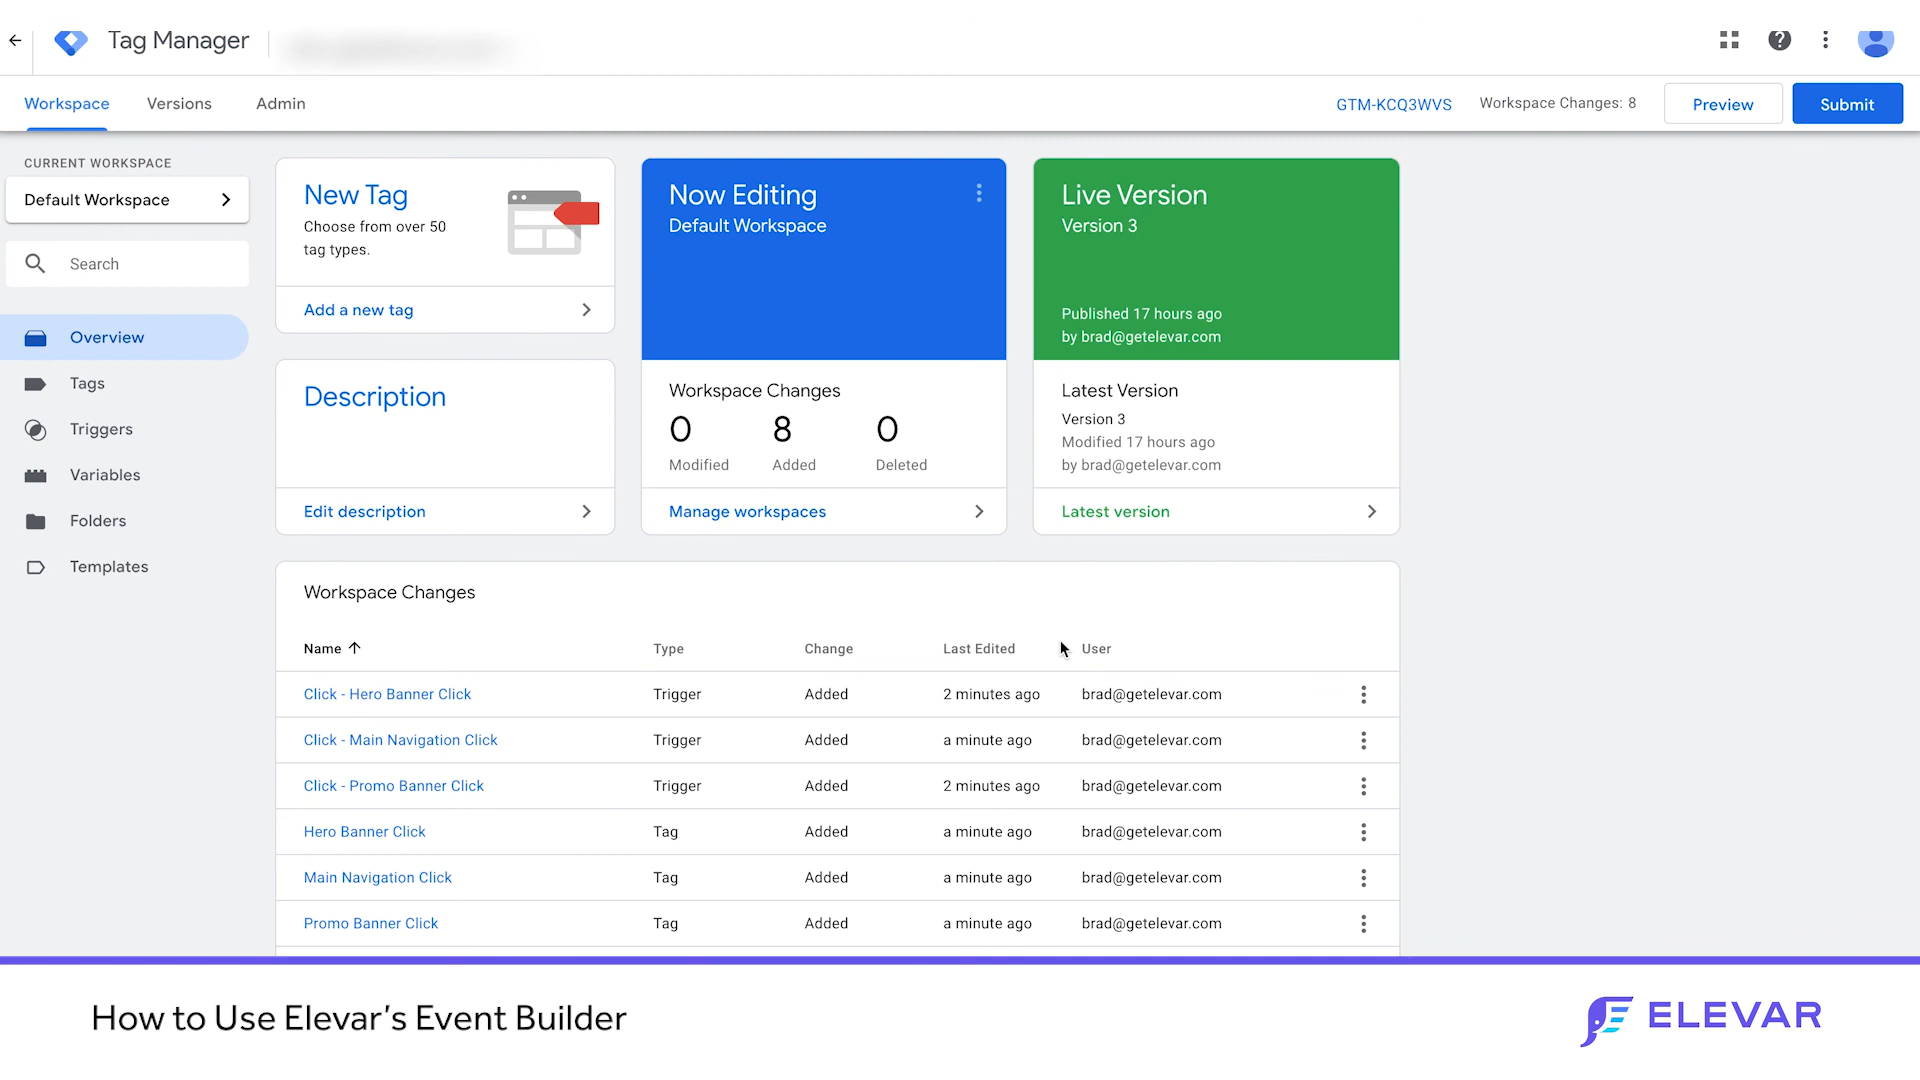 Tag Manager
Workspace
Versions
Admin
GTM-KCQ3WVS
Workspace Changes: 8
Preview
Submit
CURRENT WORKSPACE
Default Workspace
Search
Overview
Tags
Triggers
Variables
Folders
Templates
New Tag
Choose from over 50
tag types.
Add a new tag
Description
Edit description
Now Editing
Default Workspace
Workspace Changes
0 8 0
Modified Added Deleted
Manage workspaces
Live Version
Version 3
Published 17 hours ago
by brad@getelevar.com
Latest Version
Version 3
Modified 17 hours ago
by brad@getelevar.com
Latest version
Workspace Changes
Name Type Change Last Edited User
Click - Hero Banner Click Trigger Added 2 minutes ago brad@getelevar.com
Click - Main Navigation Click Trigger Added a minute ago brad@getelevar.com
Click - Promo Banner Click Trigger Added 2 minutes ago brad@getelevar.com
Hero Banner Click Tag Added a minute ago brad@getelevar.com
Main Navigation Click Tag Added a minute ago brad@getelevar.com
Promo Banner Click Tag Added a minute ago brad@getelevar.com
How to Use Elevar’s Event Builder
ELEVAR